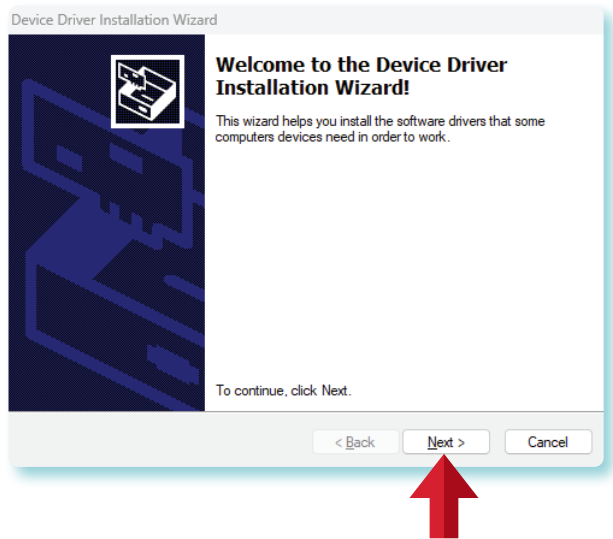 Device Driver Installation Wizard
Welcome to the Device Driver
Installation Wizard!
This wizard helps you install the software drivers that some
computers devices need in order to work.
To continue, click Next.
< Back Next > Cancel